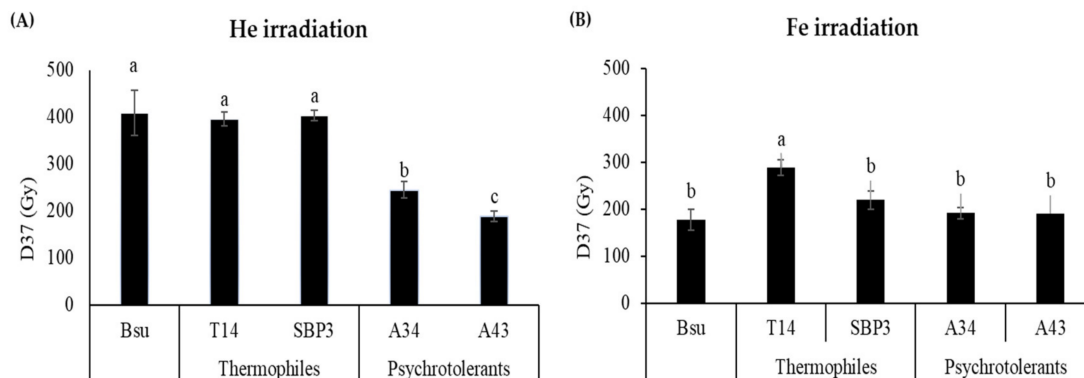 (A)
He irradiation
D37 (Gy)
500
400
300
200
100
0
a
a
a
b
c
Bsu T14 SBP3 A34 A43
Thermophiles Psychrotolerants
(B)
Fe irradiation
D37 (Gy)
500
400
300
200
100
0
b
a
b
b
b
Bsu T14 SBP3 A34 A43
Thermophiles Psychrotolerants